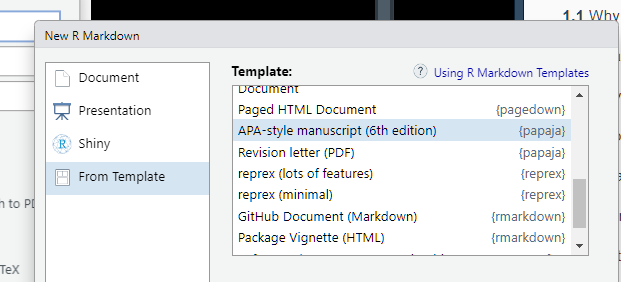 1.1 Why
New R Markdown
Document
Presentation
Shiny
From Template
Template:
Using R Markdown Templates
Document
Paged HTML Document {pagedown}
APA-style manuscript (6th edition) {papaja}
Revision letter (PDF) {papaja}
reprex (lots of features) {reprex}
reprex (minimal) {reprex}
GitHub Document (Markdown) {rmarkdown}
Package Vignette (HTML) {rmarkdown}
h to PD
TeX